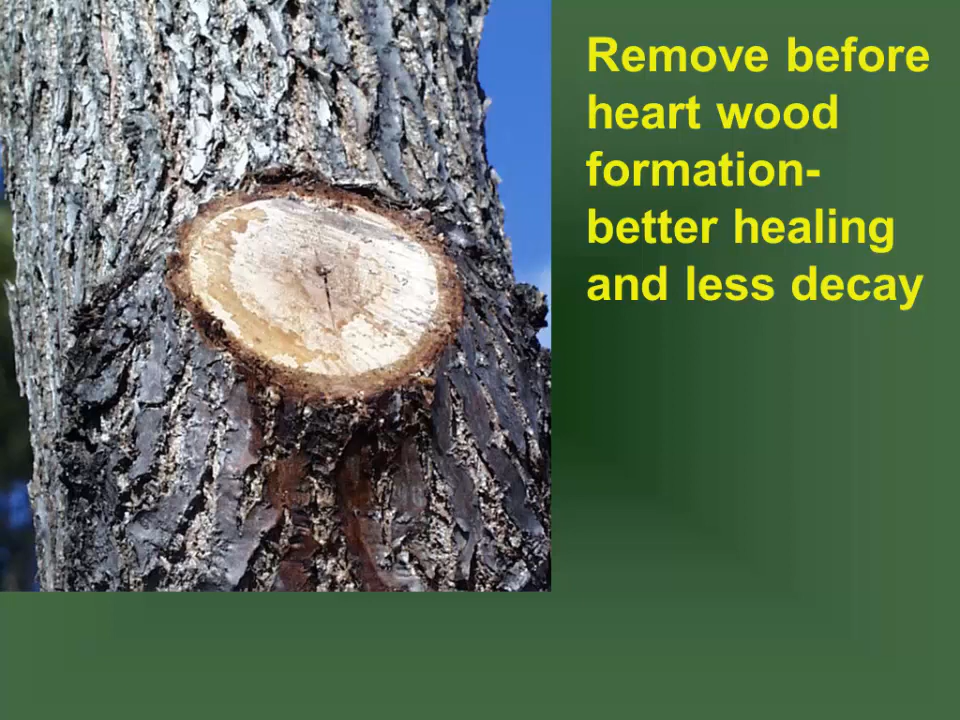 Remove before
heart wood
formation-
better healing
and less decay